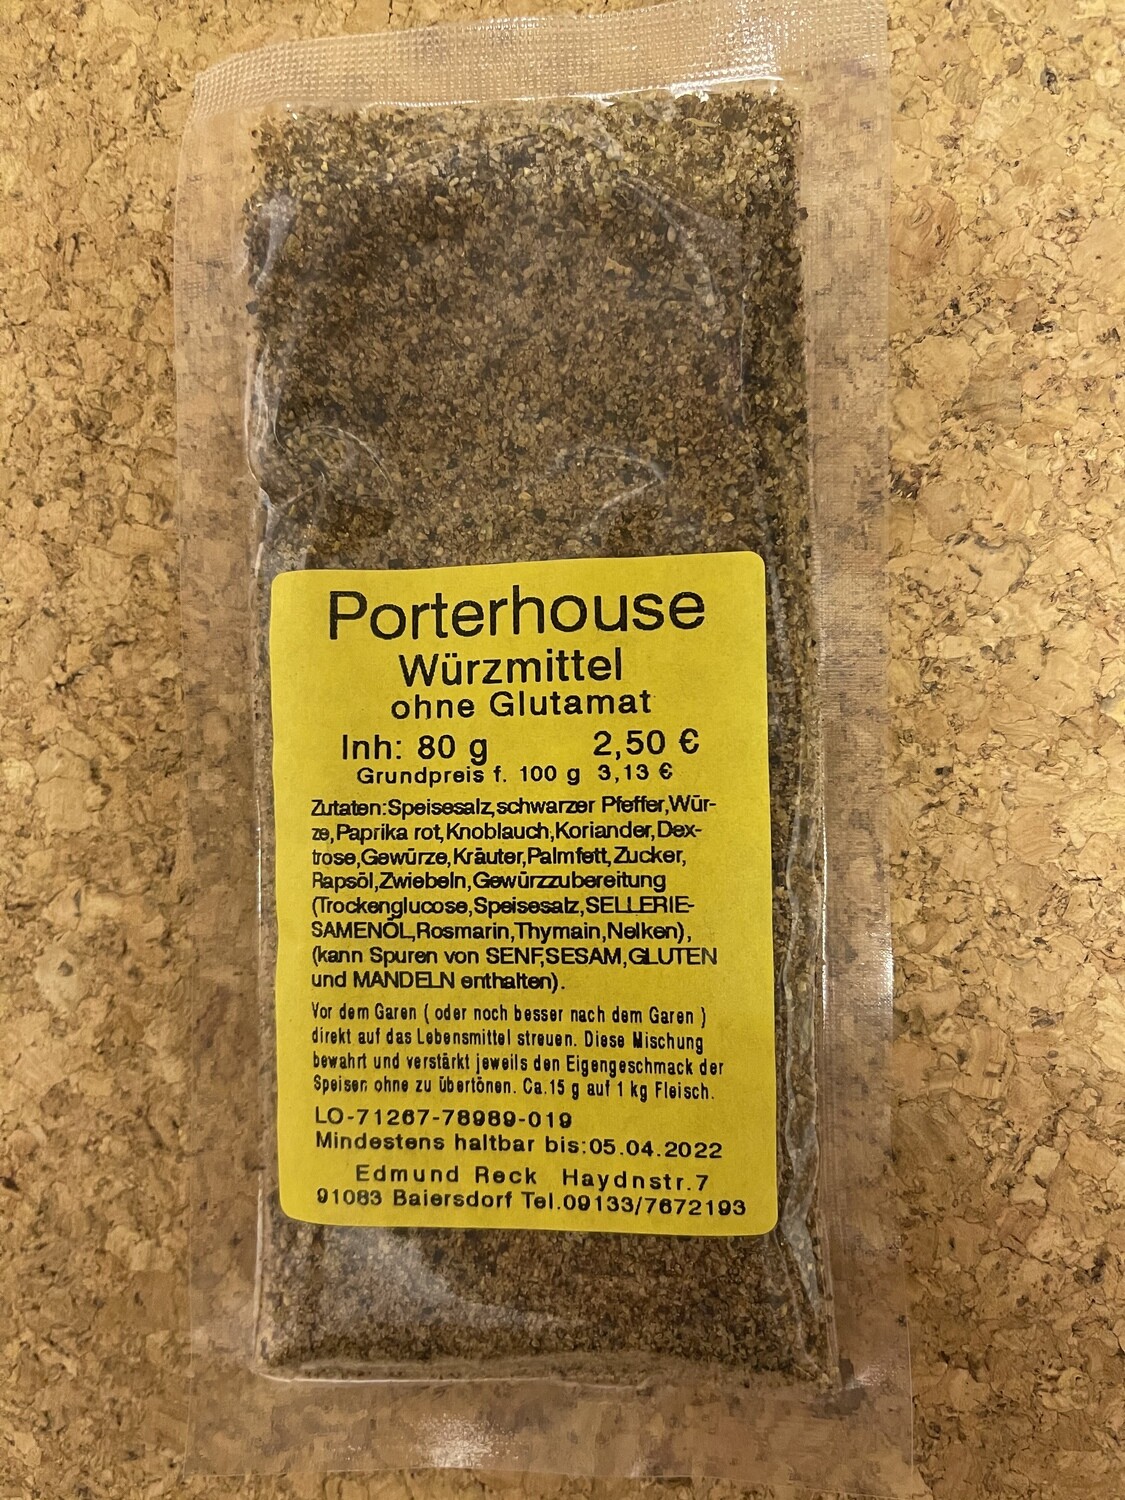 Porterhouse
Würzmittel
ohne Glutamat
Inh: 80 g 2,50 €
Grundpreis f. 100 g 3,13 €
Zutaten:Speisesalz,schwarzer Pfeffer,Wür-
ze,Paprika rot,Knoblauch,Koriander,Dex-
trose,Gewürze,Kräuter,Palmfett,Zucker,
Rapsöl,Zwiebeln,Gewürzzubereitung
(Trockenglucose,Speisesalz,SELLERIE-
SAMENÖL,Rosmarin,Thymain,Nelken),
(kann Spuren von SENF,SESAM,GLUTEN
und MANDELN enthalten).
Vor dem Garen ( oder noch besser nach dem Garen )
direkt auf das Lebensmittel streuen. Diese Mischung
bewahrt und verstärkt jeweils den Eigengeschmack der
Speisen ohne zu übertönen. Ca.15 g auf 1 kg Fleisch.
LO-71267-78989-019
Mindestens haltbar bis:05.04.2022
Edmund Reck Haydnstr.7
91083 Baiersdorf Tel.09133/7672193